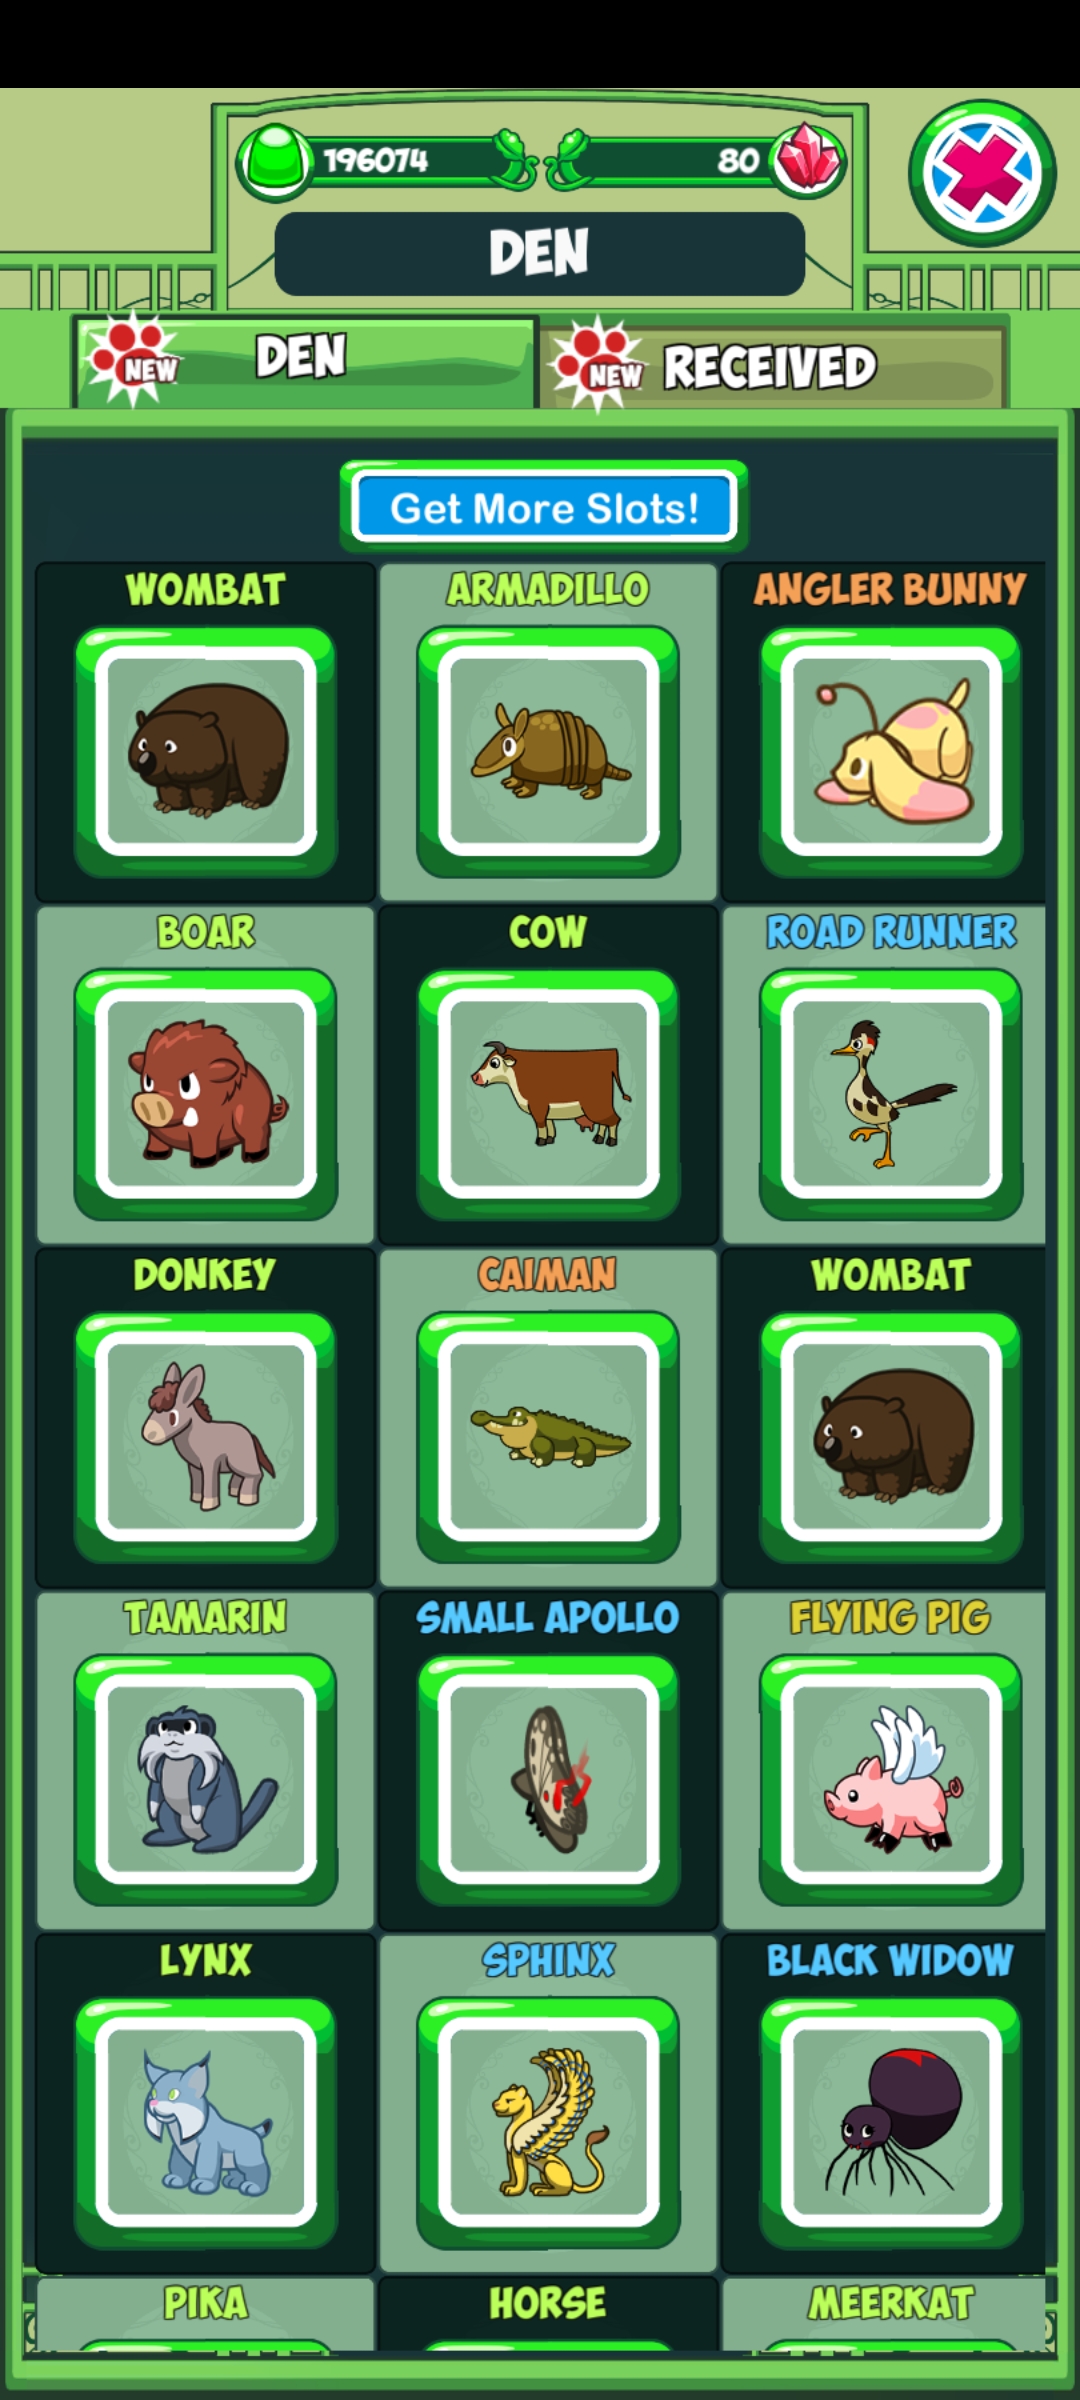 196074
80
DEN
NEW DEN
NEW RECEIVED
Get More Slots!
WOMBAT
ARMADILLO
ANGLER BUNNY
BOAR
COW
ROAD RUNNER
DONKEY
CAIMAN
WOMBAT
TAMARIN
SMALL APOLLO
FLYING PIG
LYNX
SPHINX
BLACK WIDOW
PIKA
HORSE
MEERKAT